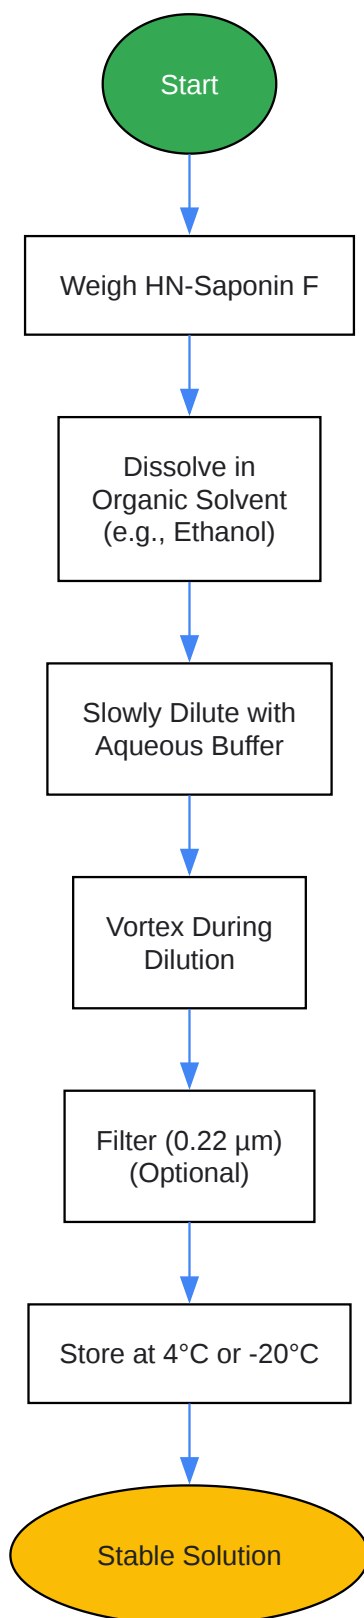 Start
Weigh HN-Saponin F
Dissolve in
Organic Solvent
(e.g., Ethanol)
Slowly Dilute with
Aqueous Buffer
Vortex During
Dilution
Filter (0.22 µm)
(Optional)
Store at 4°C or -20°C
Stable Solution